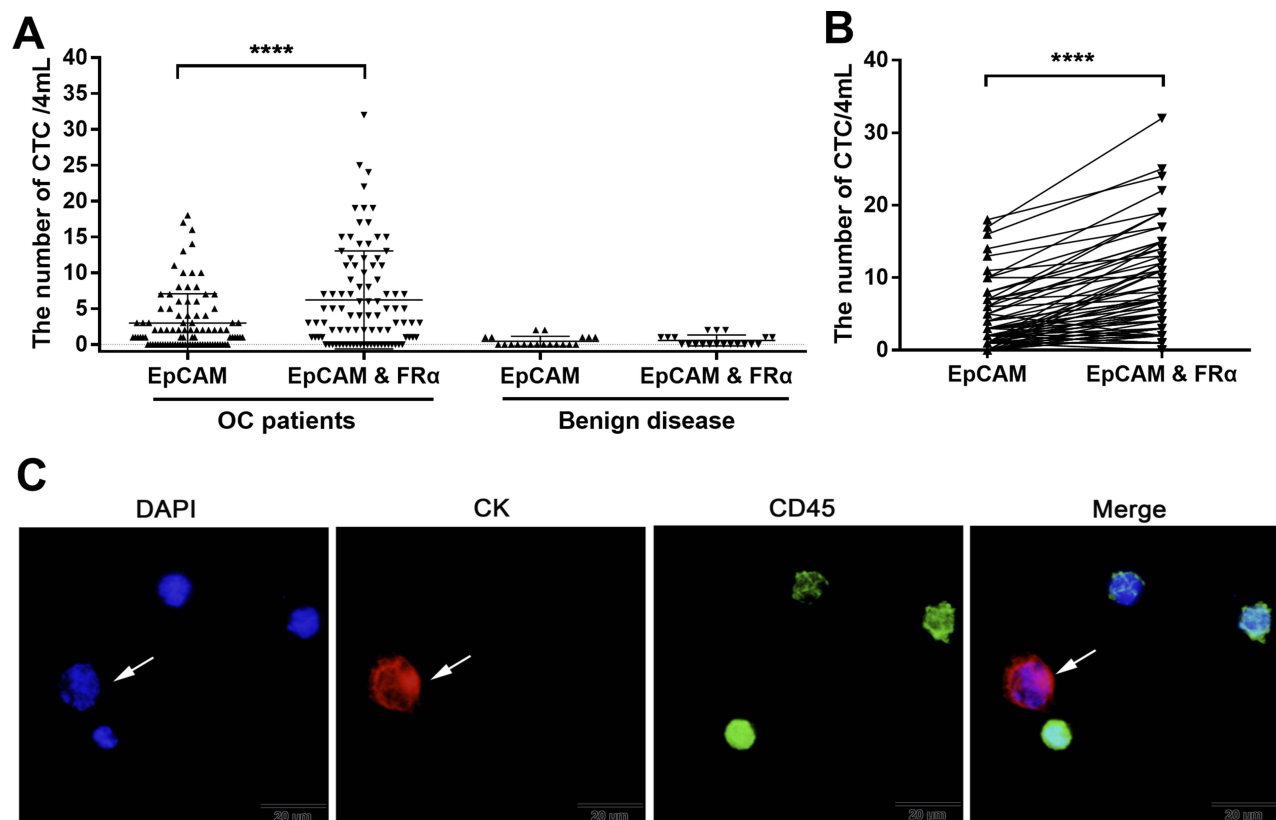 A
The number of CTC /4mL
40
35
30
25
20
15
10
5
0
****
EpCAM
EpCAM & FRα
EpCAM
EpCAM & FRα
OC patients
Benign disease
B
The number of CTC/4mL
40
30
20
10
0
****
EpCAM
EpCAM & FRα
C
DAPI
CK
CD45
Merge
20 µm
20 µm
20 µm
20 µm